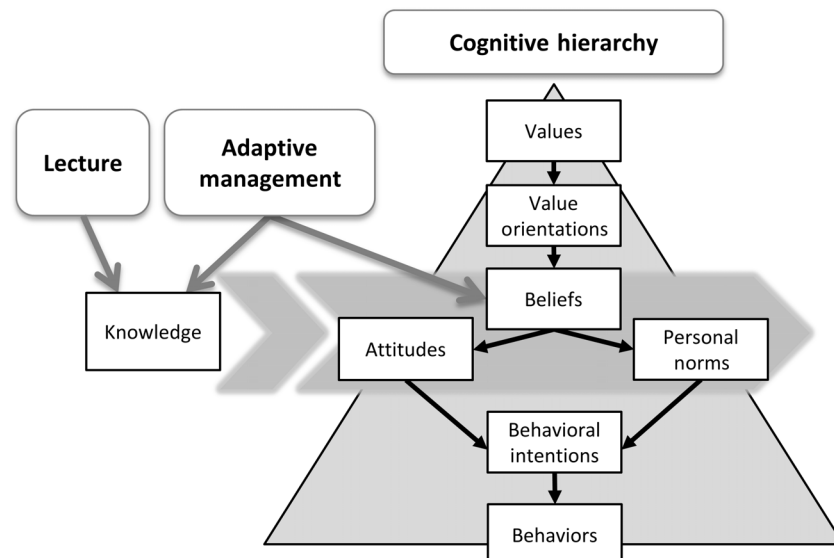 Cognitive hierarchy
Lecture
Adaptive
management
Values
Value
orientations
Beliefs
Knowledge
Attitudes
Personal
norms
Behavioral
intentions
Behaviors